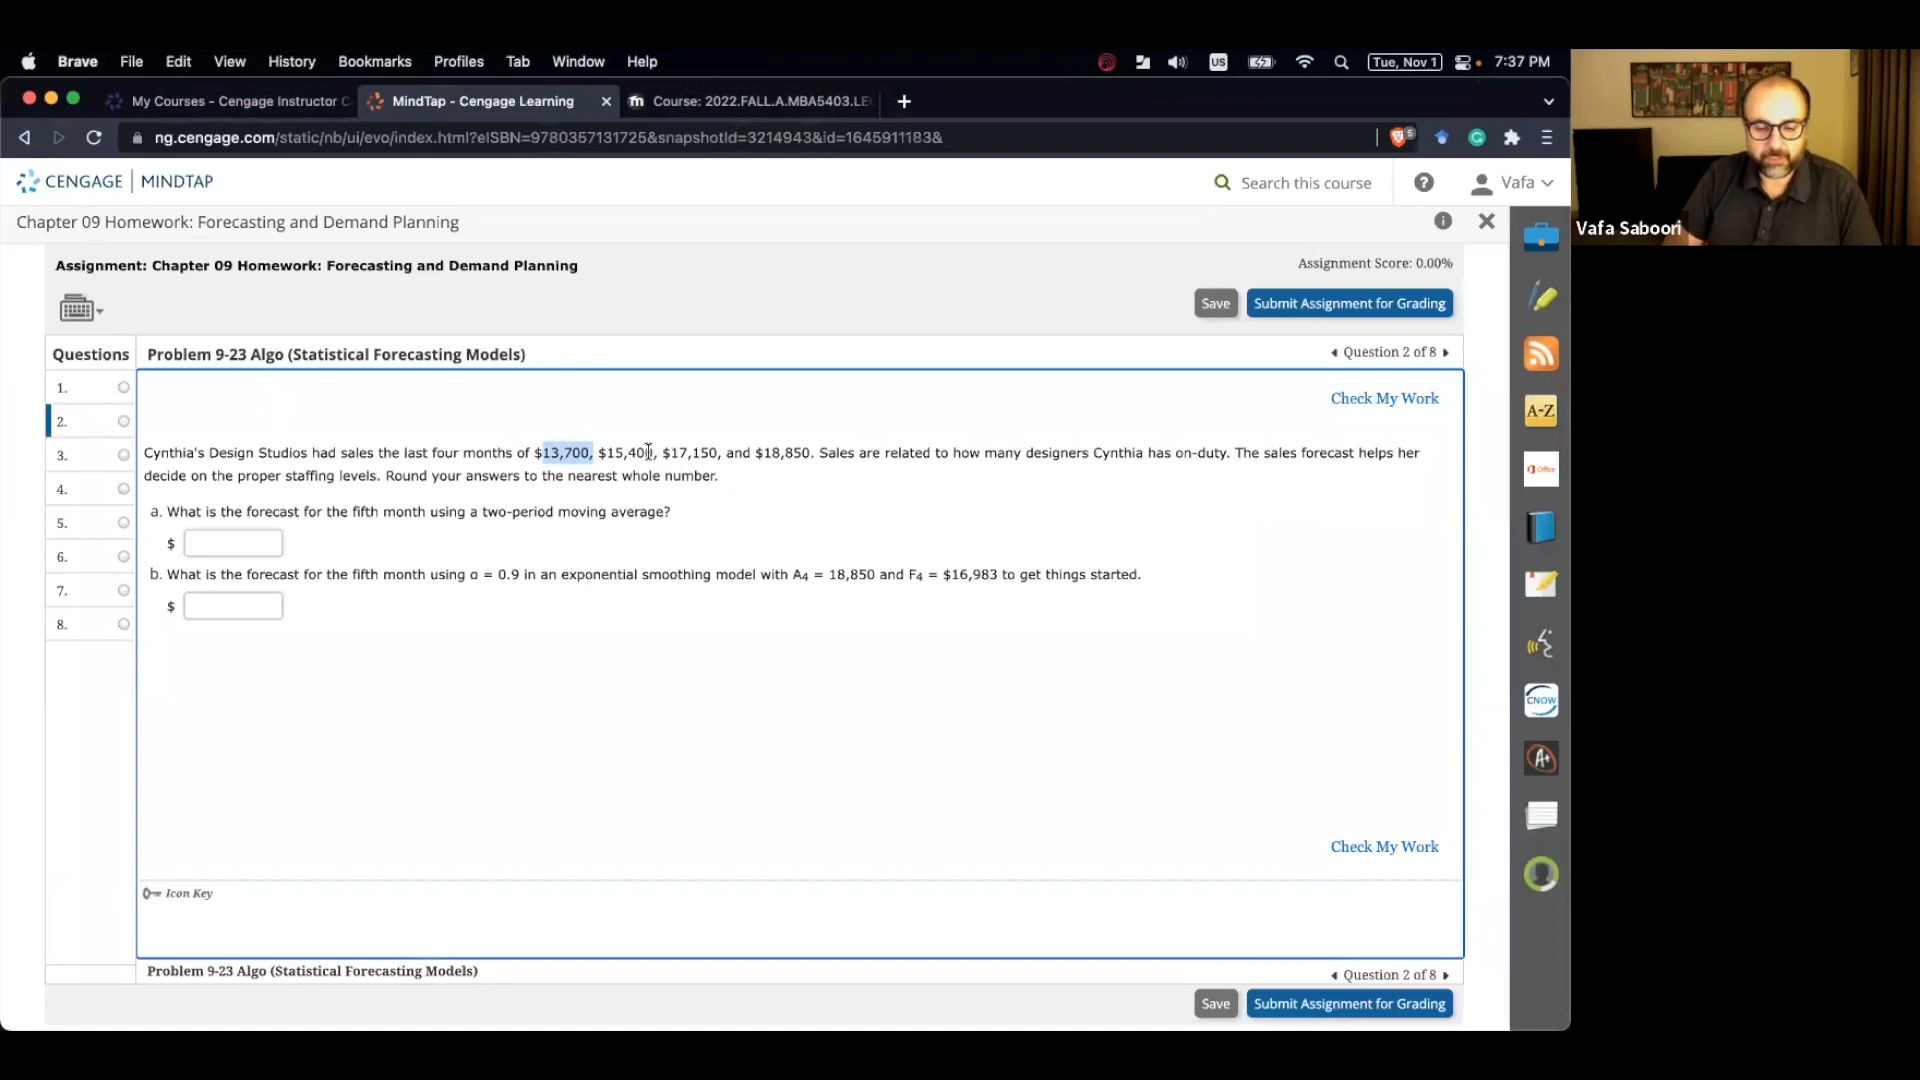 Brave File Edit View History Bookmarks Profiles Tab Window Help US Tue, Nov 1 7:37 PM
My Courses - Cengage Instructor C MindTap - Cengage Learning Course: 2022.FALL.A.MBA5403.LE
ng.cengage.com/static/nb/ui/evo/index.html?eISBN=9780357131725&snapshotId=3214943&id=1645911183& 5
CENGAGE MINDTAP Search this course Vafa
Chapter 09 Homework: Forecasting and Demand Planning
Vafa Saboori
Assignment: Chapter 09 Homework: Forecasting and Demand Planning Assignment Score: 0.00%
Save Submit Assignment for Grading
Questions Problem 9-23 Algo (Statistical Forecasting Models) Question 2 of 8
1.
Check My Work
2.
3.
Cynthia's Design Studios had sales the last four months of $13,700, $15,400, $17,150, and $18,850. Sales are related to how many designers Cynthia has on-duty. The sales forecast helps her
decide on the proper staffing levels. Round your answers to the nearest whole number.
4.
a. What is the forecast for the fifth month using a two-period moving average?
5.
$
6.
b. What is the forecast for the fifth month using α = 0.9 in an exponential smoothing model with A4 = 18,850 and F4 = $16,983 to get things started.
7.
$
8.
Check My Work
Icon Key
Problem 9-23 Algo (Statistical Forecasting Models) Question 2 of 8
Save Submit Assignment for Grading
A-Z
Office
CNOW
A+